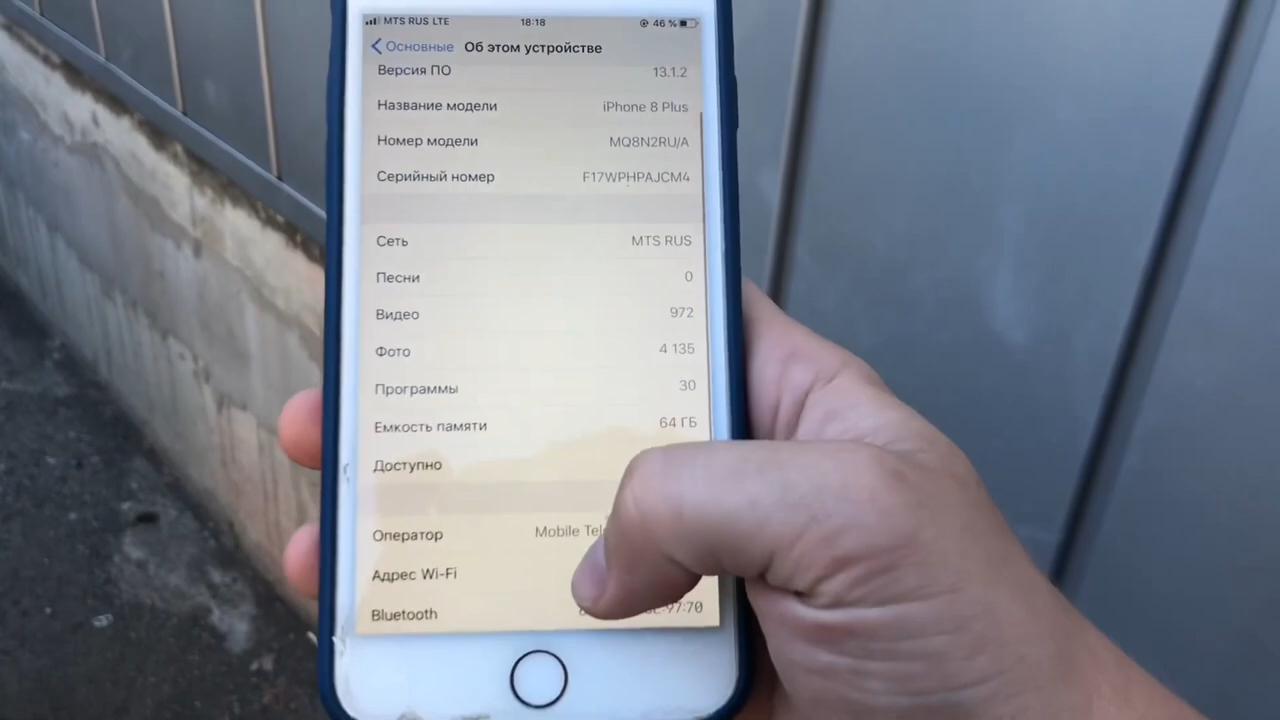 MTS RUS LTE 18:18 46 %
Основные Об этом устройстве
Версия ПО 13.1.2
Название модели iPhone 8 Plus
Номер модели MQ8N2RU/A
Серийный номер F17WPHPAJCM4
Сеть MTS RUS
Песни 0
Видео 972
Фото 4 135
Программы 30
Емкость памяти 64 ГБ
Доступно
Оператор Mobile
Адрес Wi-Fi
Bluetooth 97:70